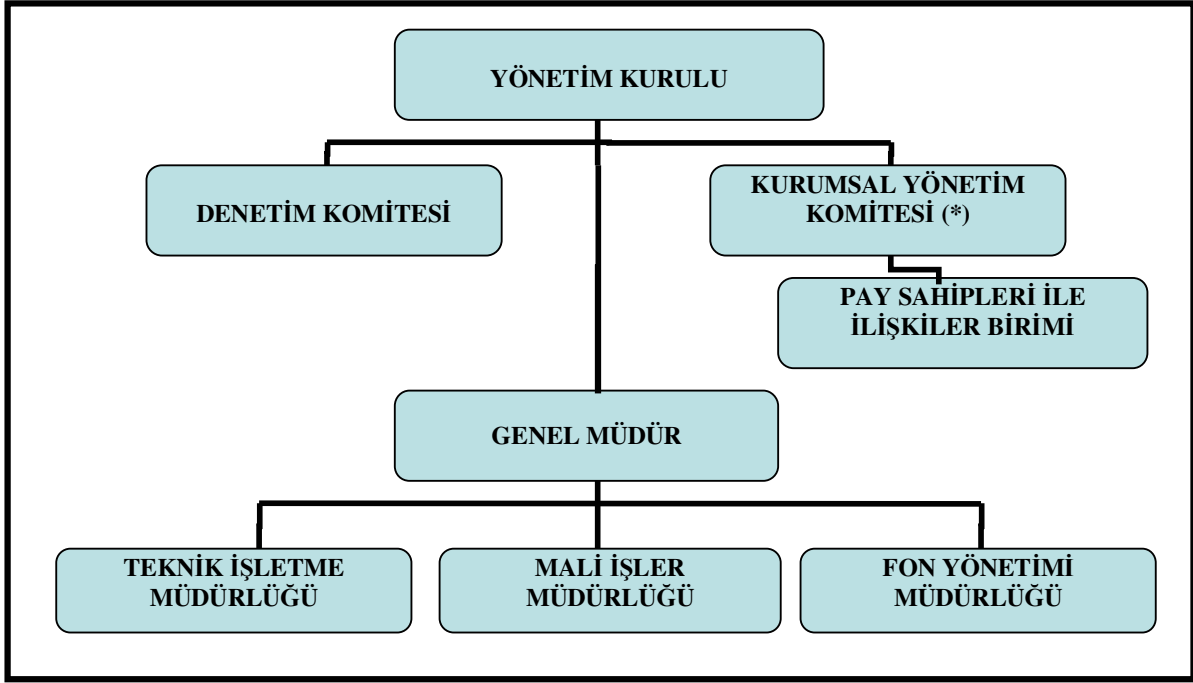 YÖNETİM KURULU
DENETİM KOMİTESİ
KURUMSAL YÖNETİM
KOMİTESİ (*)
PAY SAHİPLERİ İLE
İLİŞKİLER BİRİMİ
GENEL MÜDÜR
TEKNİK İŞLETME
MÜDÜRLÜĞÜ
MALİ İŞLER
MÜDÜRLÜĞÜ
FON YÖNETİMİ
MÜDÜRLÜĞÜ